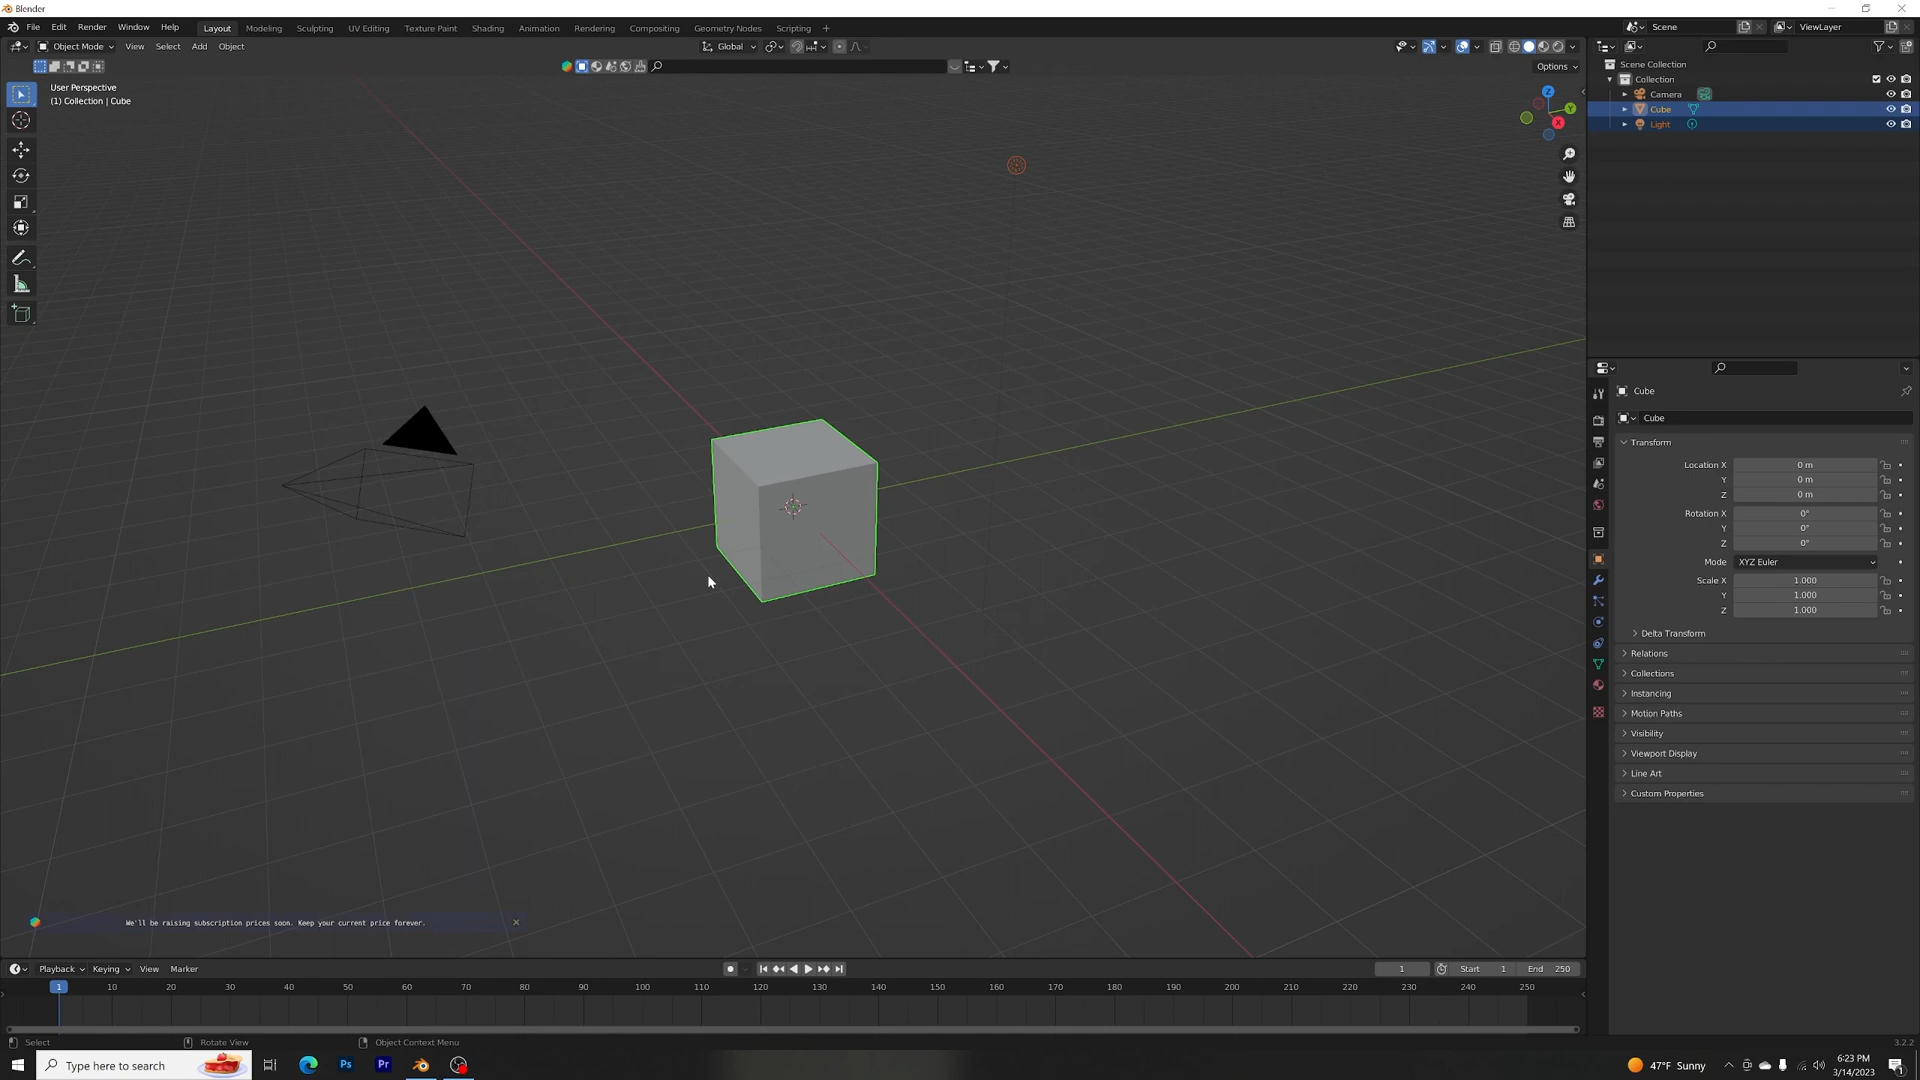 Blender
File Edit Render Window Help Layout Modeling Sculpting UV Editing Texture Paint Shading Animation Rendering Compositing Geometry Nodes Scripting + Scene ViewLayer
Object Mode View Select Add Object Global
Options
User Perspective
(1) Collection | Cube
Z
Y
X
Scene Collection
Collection
Camera
Cube
Light
Cube
Cube
Transform
Location X 0 m
Y 0 m
Z 0 m
Rotation X 0°
Y 0°
Z 0°
Mode XYZ Euler
Scale X 1.000
Y 1.000
Z 1.000
Delta Transform
Relations
Collections
Instancing
Motion Paths
Visibility
Viewport Display
Line Art
Custom Properties
We'll be raising subscription prices soon. Keep your current price forever.
Playback Keying View Marker 1 Start 1 End 250
1 10 20 30 40 50 60 70 80 90 100 110 120 130 140 150 160 170 180 190 200 210 220 230 240 250
Select Rotate View Object Context Menu 3.2.2
Type here to search Ps Pr 47°F Sunny 6:23 PM
3/14/2023 1